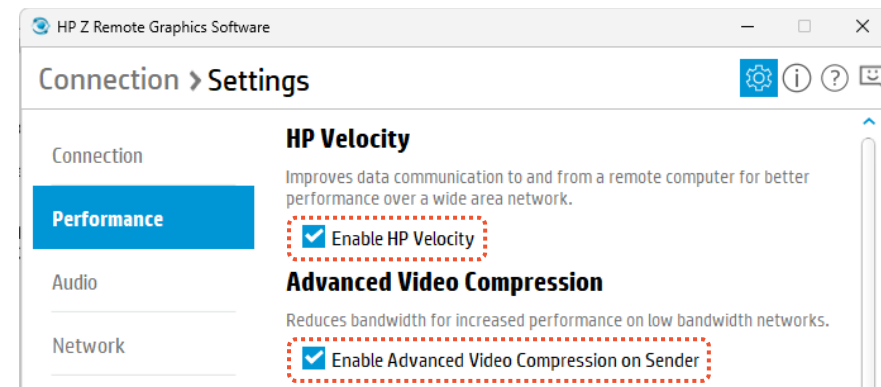 HP Z Remote Graphics Software
Connection > Settings
Connection
Performance
Audio
Network
HP Velocity
Improves data communication to and from a remote computer for better
performance over a wide area network.
Enable HP Velocity
Advanced Video Compression
Reduces bandwidth for increased performance on low bandwidth networks.
Enable Advanced Video Compression on Sender